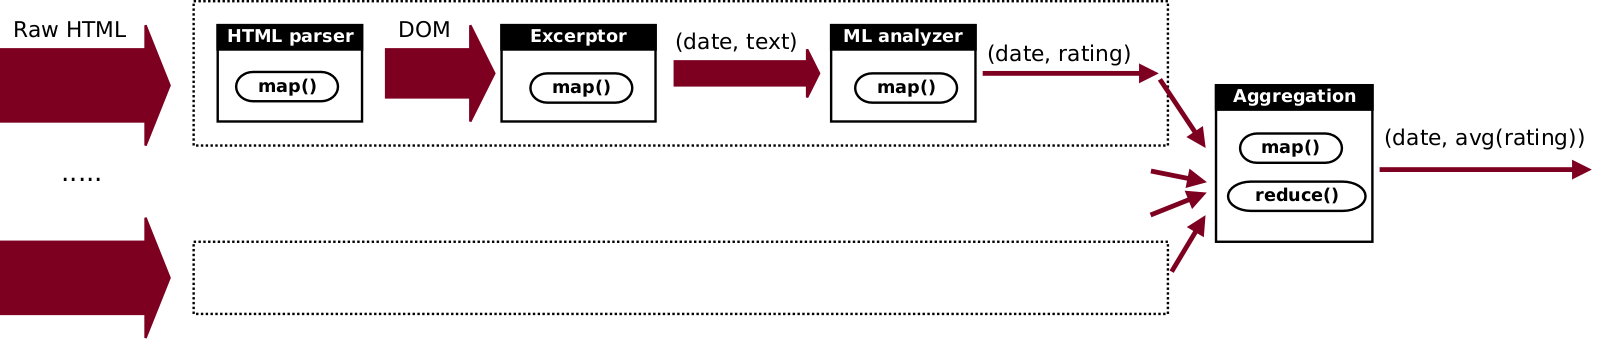 Raw HTML
HTML parser
map()
DOM
Excerptor
map()
(date, text)
ML analyzer
map()
(date, rating)
Aggregation
map()
reduce()
(date, avg(rating))
.....